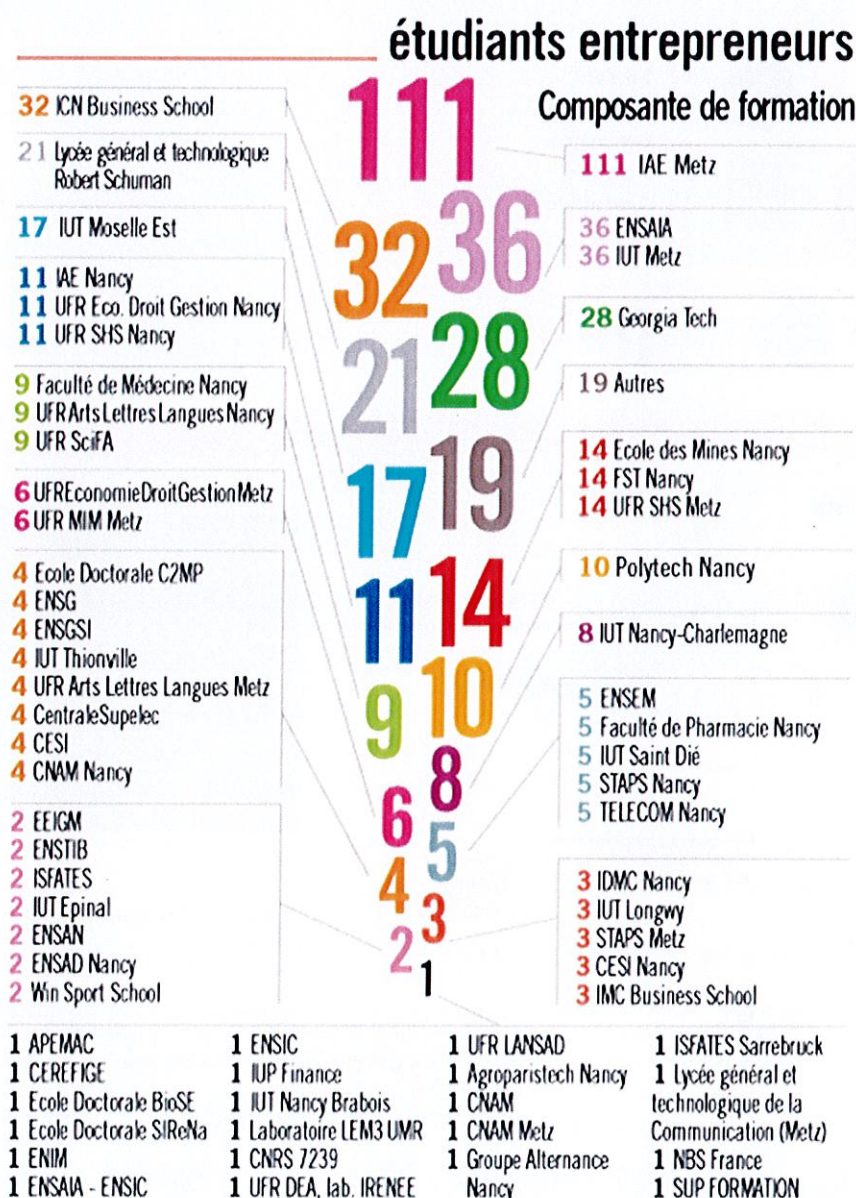 étudiants entrepreneurs
Composante de formation
32 ICN Business School
21 Lycée général et technologique
Robert Schuman
17 IUT Moselle Est
11 IAE Nancy
11 UFR Eco. Droit Gestion Nancy
11 UFR SHS Nancy
9 Faculté de Médecine Nancy
9 UFR Arts Lettres Langues Nancy
9 UFR SciFA
6 UFR Economie Droit Gestion Metz
6 UFR MIM Metz
4 Ecole Doctorale C2MP
4 ENSG
4 ENSGSI
4 IUT Thionville
4 UFR Arts Lettres Langues Metz
4 CentraleSupelec
4 CESI
4 CNAM Nancy
2 EEIGM
2 ENSTIB
2 ISFATES
2 IUT Epinal
2 ENSAN
2 ENSAD Nancy
2 Win Sport School
111
32
36
21
28
17
19
11
14
9
10
6
8
4
5
2
3
1
111 IAE Metz
36 ENSAIA
36 IUT Metz
28 Georgia Tech
19 Autres
14 Ecole des Mines Nancy
14 FST Nancy
14 UFR SHS Metz
10 Polytech Nancy
8 IUT Nancy-Charlemagne
5 ENSEM
5 Faculté de Pharmacie Nancy
5 IUT Saint Dié
5 STAPS Nancy
5 TELECOM Nancy
3 IDMC Nancy
3 IUT Longwy
3 STAPS Metz
3 CESI Nancy
3 IMC Business School
1 APEMAC
1 CEREFIGE
1 Ecole Doctorale BioSE
1 Ecole Doctorale SIReNa
1 ENIM
1 ENSAIA - ENSIC
1 ENSIC
1 IUP Finance
1 IUT Nancy Brabois
1 Laboratoire LEM3 UMR
1 CNRS 7239
1 UFR DEA, lab. IRENEE
1 UFR LANSAD
1 Agroparistech Nancy
1 CNAM
1 CNAM Metz
1 Groupe Alternance
Nancy
1 ISFATES Sarrebruck
1 Lycée général et
technologique de la
Communication (Metz)
1 NBS France
1 SUP FORMATION